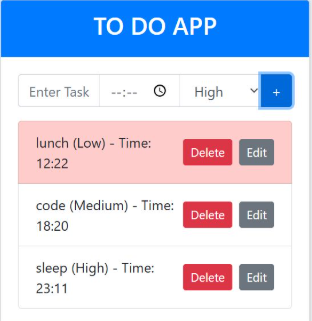 TO DO APP
Enter Task --:-- High +
lunch (Low) - Time:
12:22
Delete Edit
code (Medium) - Time:
18:20
Delete Edit
sleep (High) - Time:
23:11
Delete Edit